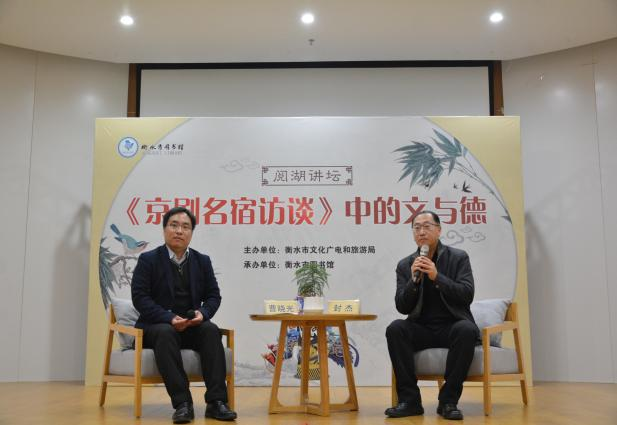 衡水市图书馆
阅湖讲坛
《京剧名宿访谈》中的文与德
主办单位：衡水市文化广电和旅游局
承办单位：衡水市图书馆
曹晓光
封杰